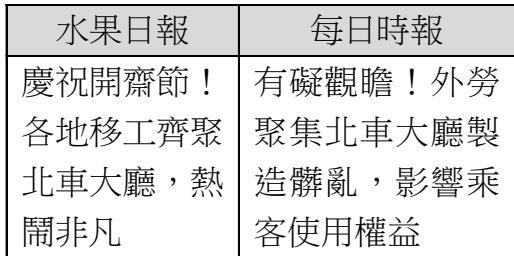 水果日報
每日時報
慶祝開齋節！
各地移工齊聚
北車大廳，熱
鬧非凡
有礙觀瞻！外勞
聚集北車大廳製
造髒亂，影響乘
客使用權益